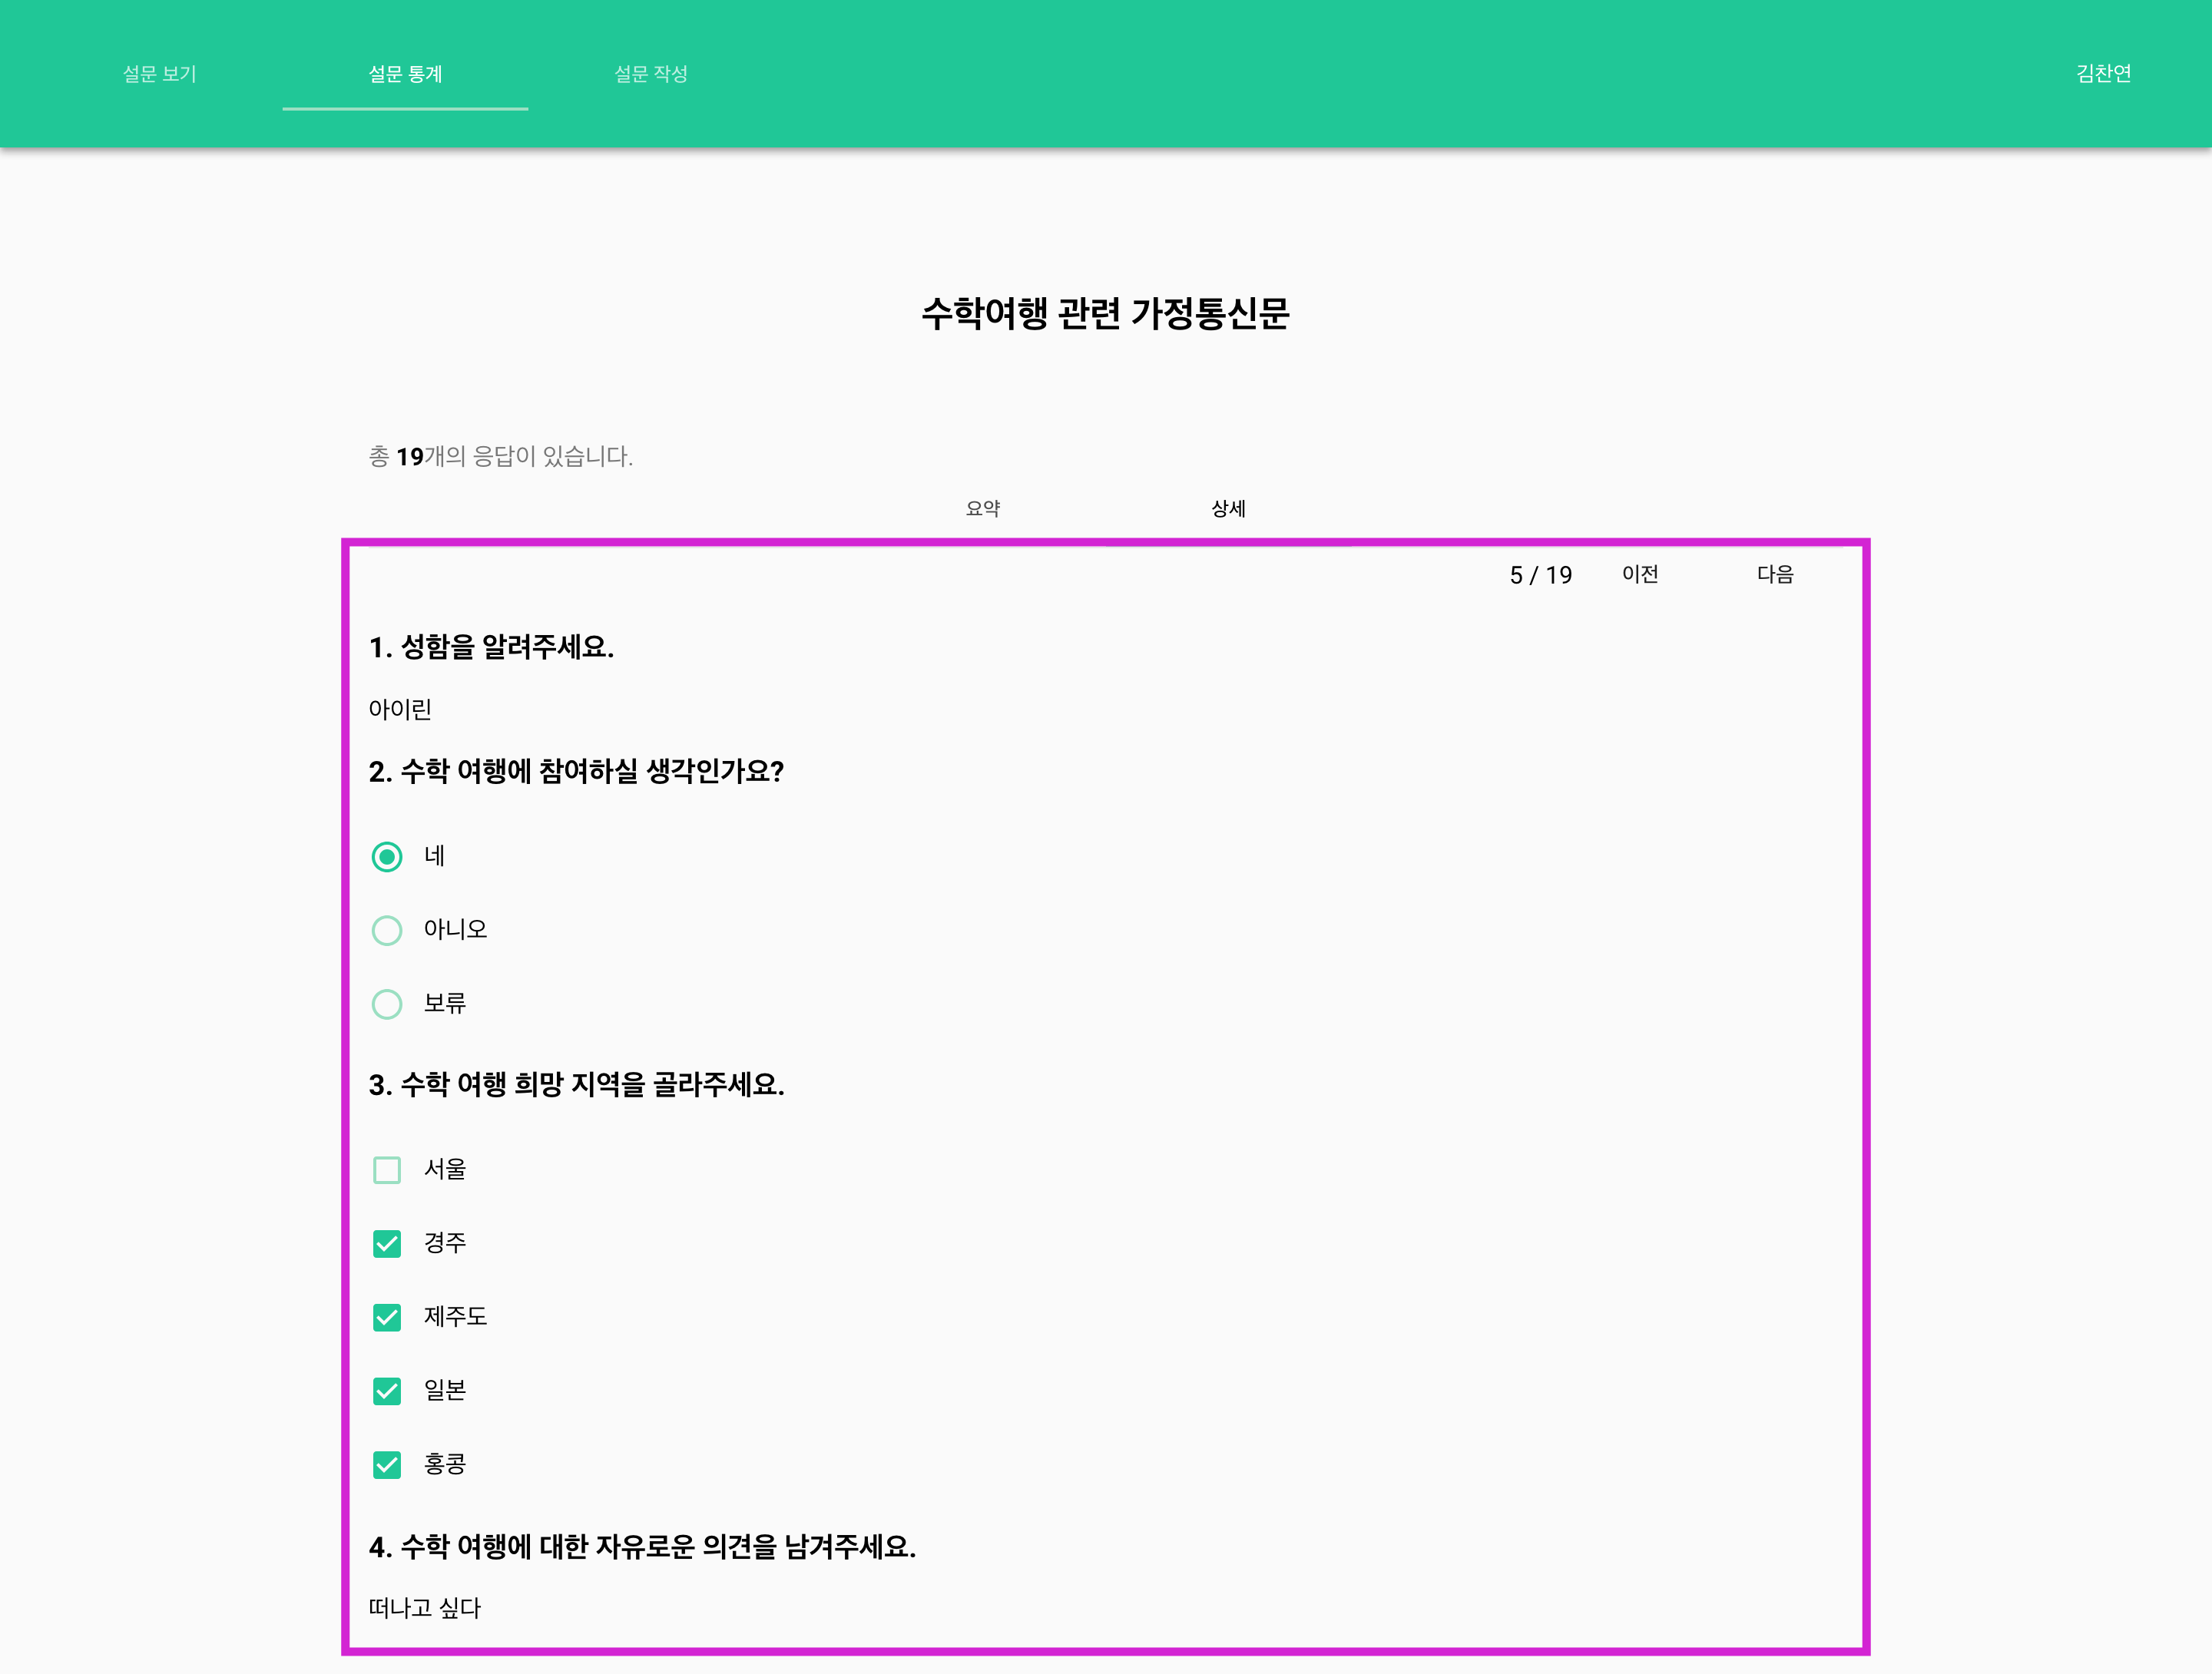 설문 보기 설문 통계 설문 작성 김찬연
수학여행 관련 가정통신문
총 19개의 응답이 있습니다.
요약 상세
5 / 19 이전 다음
1. 성함을 알려주세요.
아이린
2. 수학 여행에 참여하실 생각인가요?
네
아니오
보류
3. 수학 여행 희망 지역을 골라주세요.
서울
경주
제주도
일본
홍콩
4. 수학 여행에 대한 자유로운 의견을 남겨주세요.
떠나고 싶다